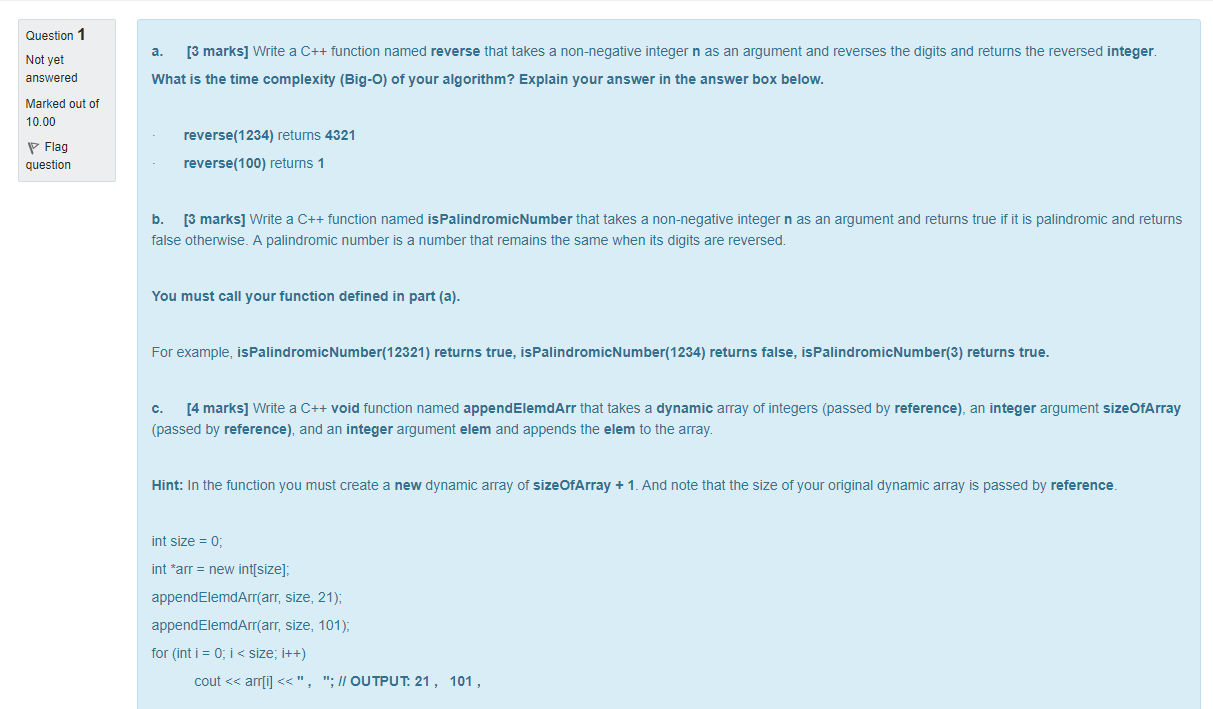 Question 1
Not yet
answered
Marked out of
10.00
Flag
question
a. [3 marks] Write a C++ function named reverse that takes a non-negative integer n as an argument and reverses the digits and returns the reversed integer.
What is the time complexity (Big-O) of your algorithm? Explain your answer in the answer box below.
· reverse(1234) returns 4321
· reverse(100) returns 1
b. [3 marks] Write a C++ function named isPalindromicNumber that takes a non-negative integer n as an argument and returns true if it is palindromic and returns
false otherwise. A palindromic number is a number that remains the same when its digits are reversed.
You must call your function defined in part (a).
For example, isPalindromicNumber(12321) returns true, isPalindromicNumber(1234) returns false, isPalindromicNumber(3) returns true.
c. [4 marks] Write a C++ void function named appendElemdArr that takes a dynamic array of integers (passed by reference), an integer argument sizeOfArray
(passed by reference), and an integer argument elem and appends the elem to the array.
Hint: In the function you must create a new dynamic array of sizeOfArray + 1. And note that the size of your original dynamic array is passed by reference.
int size = 0;
int *arr = new int[size];
appendElemdArr(arr, size, 21);
appendElemdArr(arr, size, 101);
for (int i = 0; i < size; i++)
cout << arr[i] << " , "; // OUTPUT: 21 , 101 ,